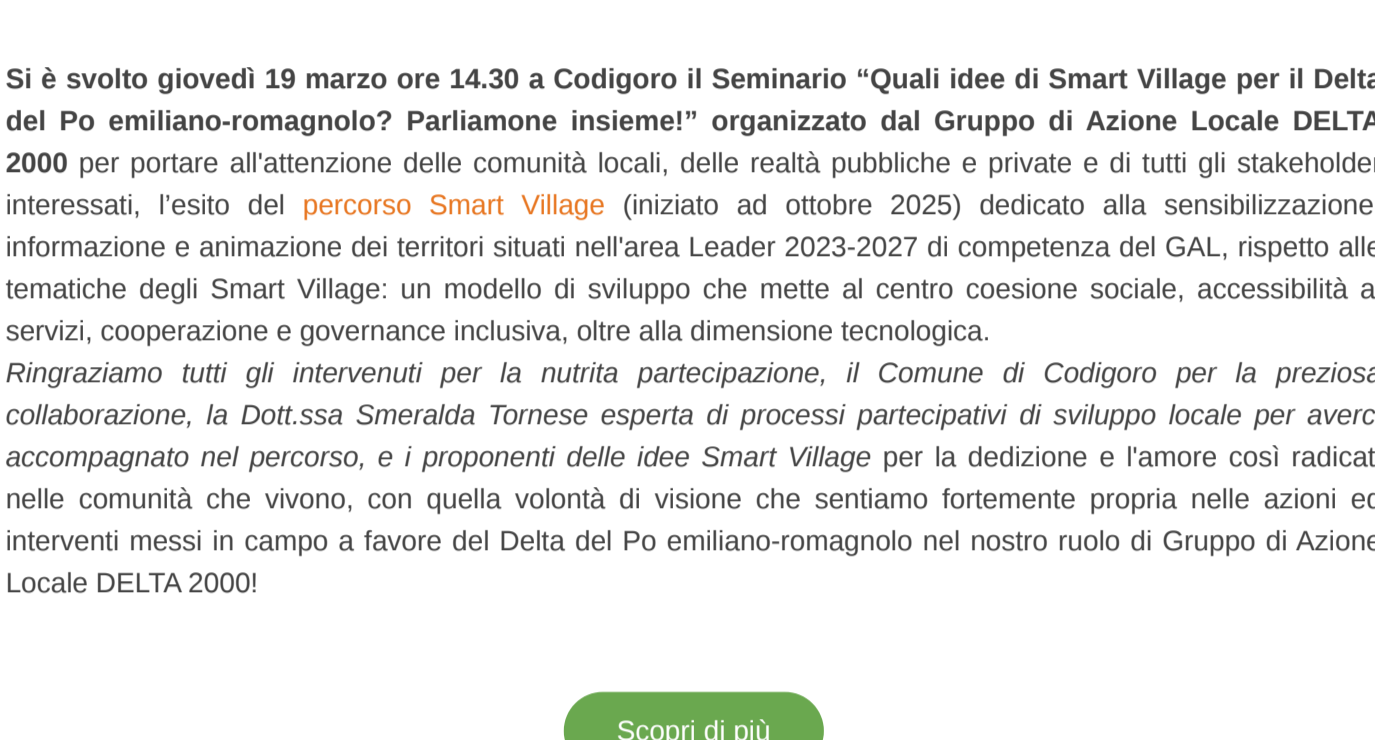 Si è svolto giovedì 19 marzo ore 14.30 a Codigoro il Seminario “Quali idee di Smart Village per il Delta
del Po emiliano-romagnolo? Parliamone insieme!” organizzato dal Gruppo di Azione Locale DELTA
2000 per portare all'attenzione delle comunità locali, delle realtà pubbliche e private e di tutti gli stakeholder
interessati, l’esito del percorso Smart Village (iniziato ad ottobre 2025) dedicato alla sensibilizzazione
informazione e animazione dei territori situati nell'area Leader 2023-2027 di competenza del GAL, rispetto alle
tematiche degli Smart Village: un modello di sviluppo che mette al centro coesione sociale, accessibilità a
servizi, cooperazione e governance inclusiva, oltre alla dimensione tecnologica.
Ringraziamo tutti gli intervenuti per la nutrita partecipazione, il Comune di Codigoro per la preziosa
collaborazione, la Dott.ssa Smeralda Tornese esperta di processi partecipativi di sviluppo locale per averc
accompagnato nel percorso, e i proponenti delle idee Smart Village per la dedizione e l'amore così radicat
nelle comunità che vivono, con quella volontà di visione che sentiamo fortemente propria nelle azioni ed
interventi messi in campo a favore del Delta del Po emiliano-romagnolo nel nostro ruolo di Gruppo di Azione
Locale DELTA 2000!
Scopri di più